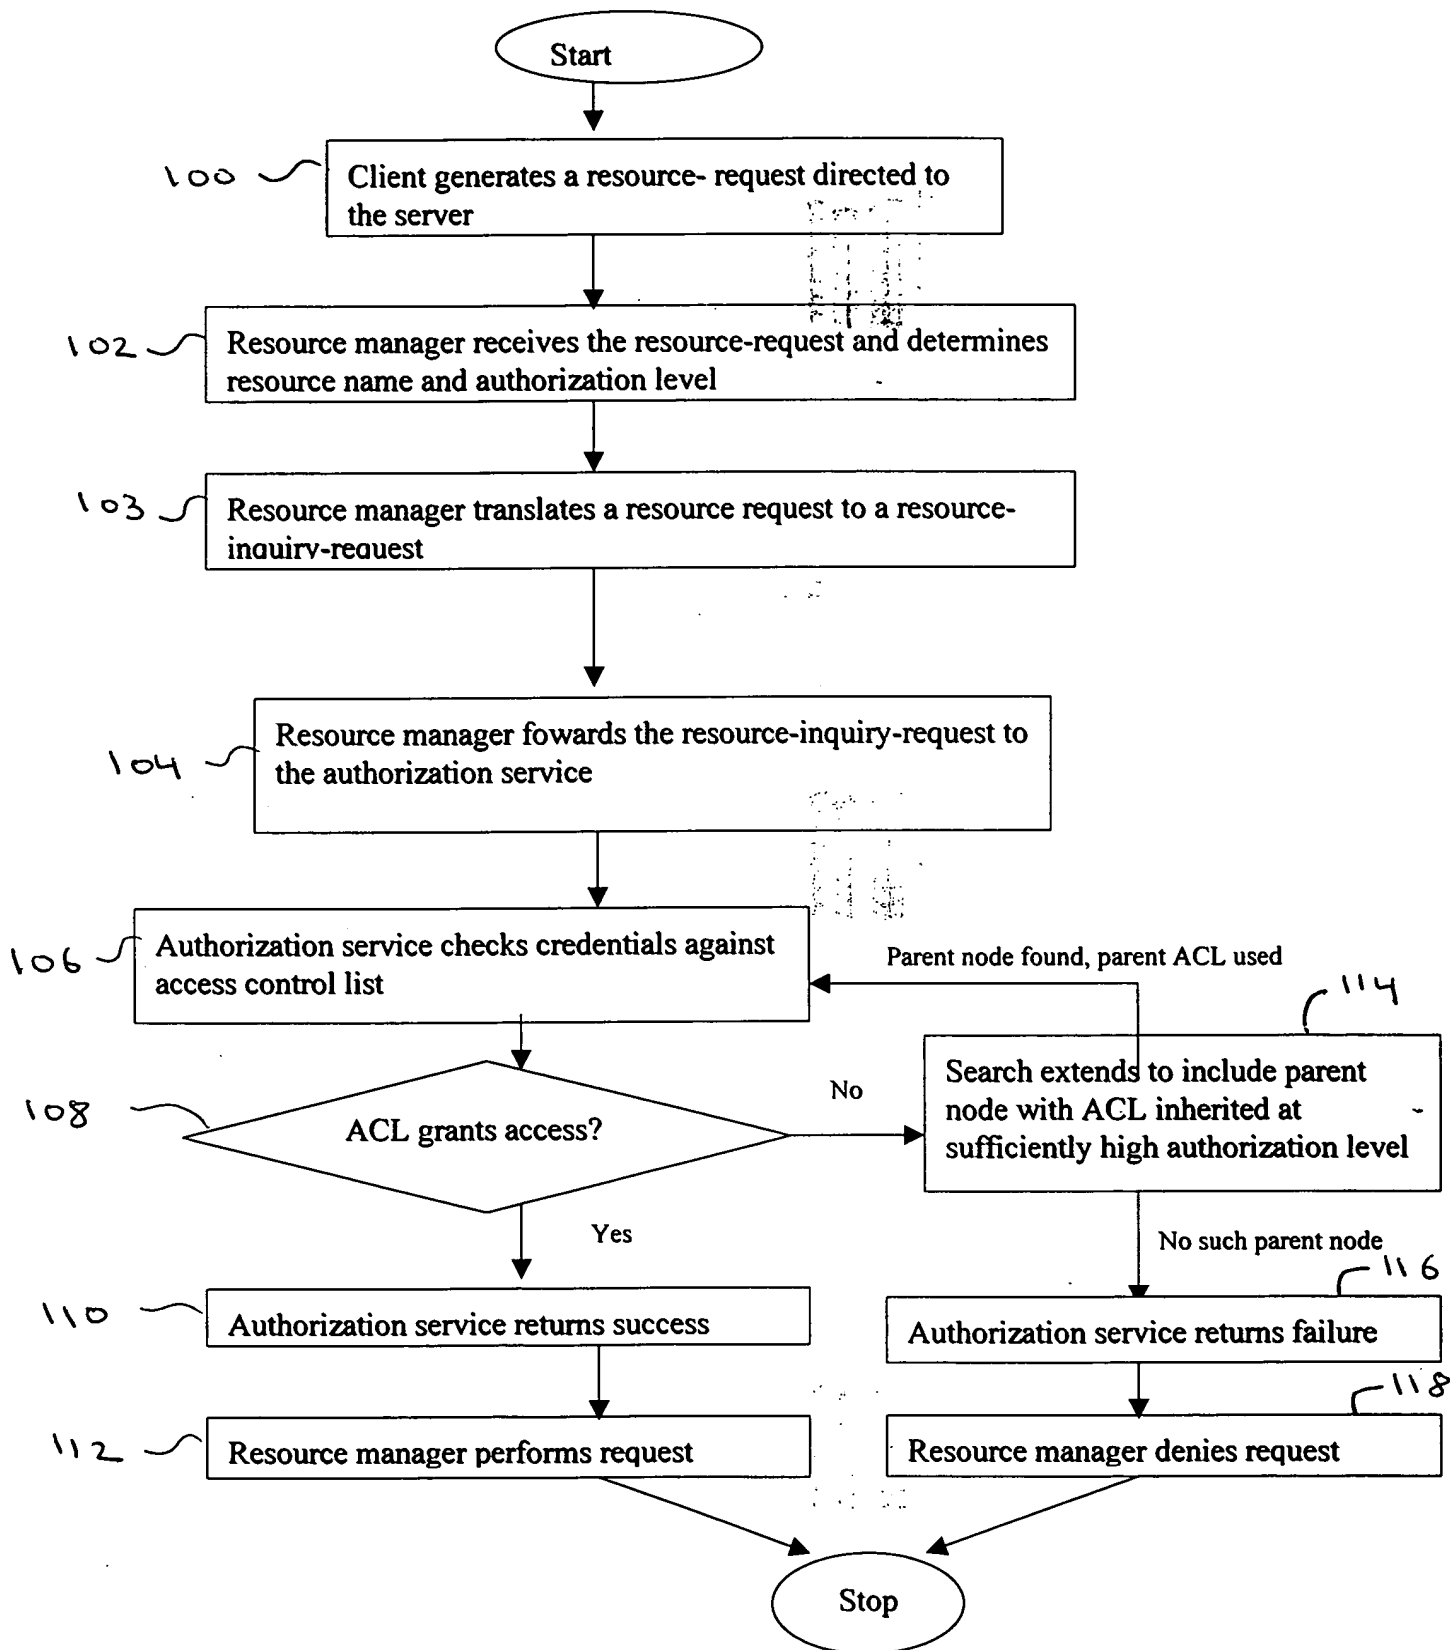 Start
100
Client generates a resource- request directed to
the server
102
Resource manager receives the resource-request and determines
resource name and authorization level
103
Resource manager translates a resource request to a resource-
inquiry-request
104
Resource manager fowards the resource-inquiry-request to
the authorization service
106
Authorization service checks credentials against
access control list
Parent node found, parent ACL used
114
Search extends to include parent
node with ACL inherited at
sufficiently high authorization level
108
ACL grants access?
No
Yes
No such parent node
110
Authorization service returns success
116
Authorization service returns failure
112
Resource manager performs request
118
Resource manager denies request
Stop